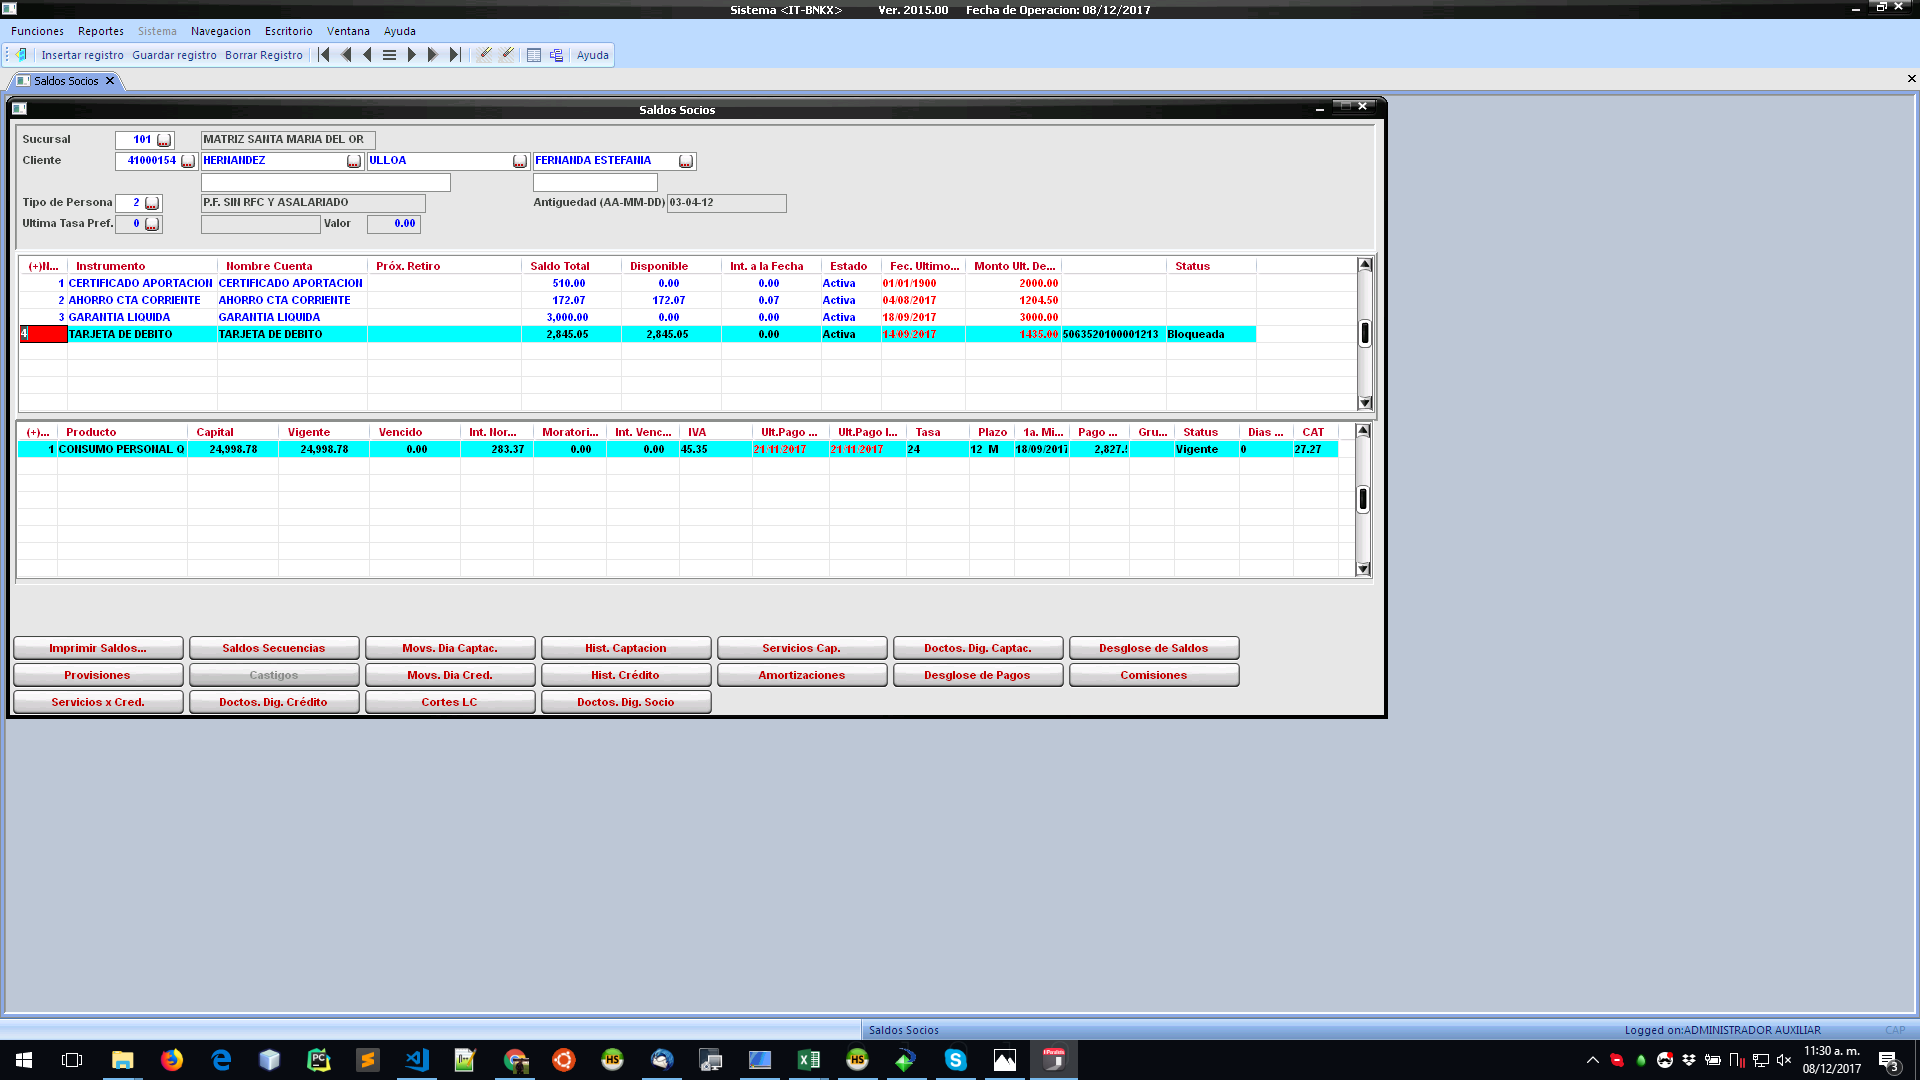 Sistema <IT-BNKX> Ver. 2015.00 Fecha de Operacion: 08/12/2017
Funciones Reportes Sistema Navegacion Escritorio Ventana Ayuda
Insertar registro Guardar registro Borrar Registro Ayuda
Saldos Socios
Saldos Socios
Sucursal 101 MATRIZ SANTA MARIA DEL OR
Cliente 41000154 HERNANDEZ ULLOA FERNANDA ESTEFANIA
Tipo de Persona 2 P.F. SIN RFC Y ASALARIADO Antiguedad (AA-MM-DD) 03-04-12
Ultima Tasa Pref. 0 Valor 0.00
(+)N... Instrumento Nombre Cuenta Próx. Retiro Saldo Total Disponible Int. a la Fecha Estado Fec. Ultimo... Monto Ult. De... Status
1 CERTIFICADO APORTACION CERTIFICADO APORTACION 510.00 0.00 0.00 Activa 01/01/1900 2000.00
2 AHORRO CTA CORRIENTE AHORRO CTA CORRIENTE 172.07 172.07 0.07 Activa 04/08/2017 1204.50
3 GARANTIA LIQUIDA GARANTIA LIQUIDA 3,000.00 0.00 0.00 Activa 18/09/2017 3000.00
4 TARJETA DE DEBITO TARJETA DE DEBITO 2,845.05 2,845.05 0.00 Activa 14/09/2017 1435.00 5063520100001213 Bloqueada
(+)... Producto Capital Vigente Vencido Int. Nor... Moratori... Int. Venc... IVA Ult.Pago ... Ult.Pago I... Tasa Plazo 1a. Mi... Pago ... Gru... Status Dias ... CAT
1 CONSUMO PERSONAL Q 24,998.78 24,998.78 0.00 283.37 0.00 0.00 45.35 21/11/2017 21/11/2017 24 12 M 18/09/2017 2,827.5 Vigente 0 27.27
Imprimir Saldos... Saldos Secuencias Movs. Dia Captac. Hist. Captacion Servicios Cap. Doctos. Dig. Captac. Desglose de Saldos
Provisiones Castigos Movs. Dia Cred. Hist. Crédito Amortizaciones Desglose de Pagos Comisiones
Servicios x Cred. Doctos. Dig. Crédito Cortes LC Doctos. Dig. Socio
Saldos Socios Logged on:ADMINISTRADOR AUXILIAR CAP
11:30 a. m.
08/12/2017
3